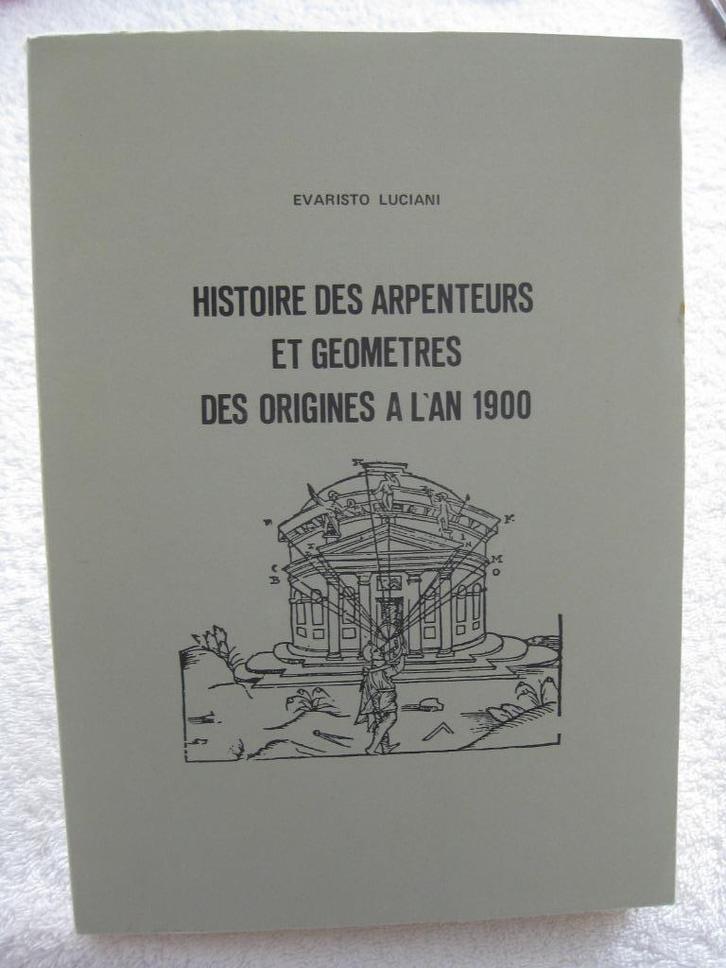 EVARISTO LUCIANI
HISTOIRE DES ARPENTEURS
ET GEOMETRES
DES ORIGINES A L'AN 1900
F
K
C
M
B
O